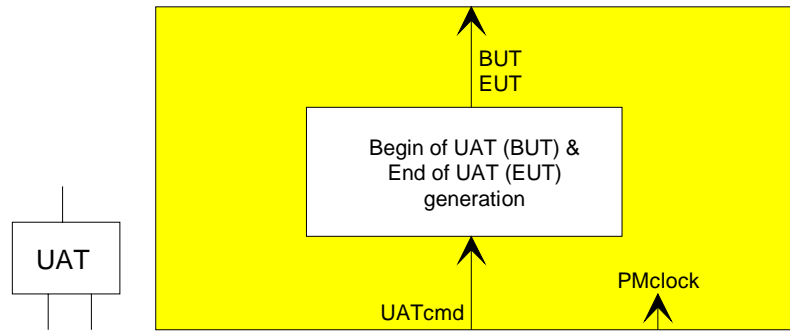 BUT
EUT
Begin of UAT (BUT) &
End of UAT (EUT)
generation
UAT
UATcmd
PMclock